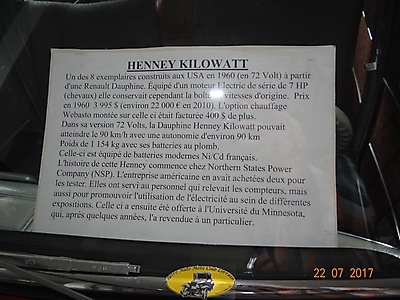 HENNEY KILOWATT
Un des 8 exemplaires construits aux USA en 1960 (en 72 Volt) à partir
d'une Renault Dauphine. Équipé d'un moteur Electric de série de 7 HP
(chevaux) elle conservait cependant la boîte vitesses d'origine. Prix
en 1960 3 995 $ (environ 22 000 € en 2010). L'option chauffage
Webasto montée sur celle ci était facturée 400 $ de plus.
Dans sa version 72 Volts, la Dauphine Henney Kilowatt pouvait
atteindre le 90 km/h avec une autonomie d'environ 90 km
Poids de 1 154 kg avec ses batteries au plomb.
Celle-ci est équipé de batteries modernes Ni/Cd français.
L'histoire de cette Henney commence chez Northern States Power
Company (NSP). L'entreprise américaine en avait achetées deux pour
les tester. Elles ont servi au personnel qui relevait les compteurs, mais
aussi pour promouvoir l'utilisation de l'électricité au sein de différentes
expositions. Celle ci a ensuite été offerte à l'Université du Minnesota,
qui, après quelques années, l'a revendue à un particulier.
Auto Moto Club
22 07 2017